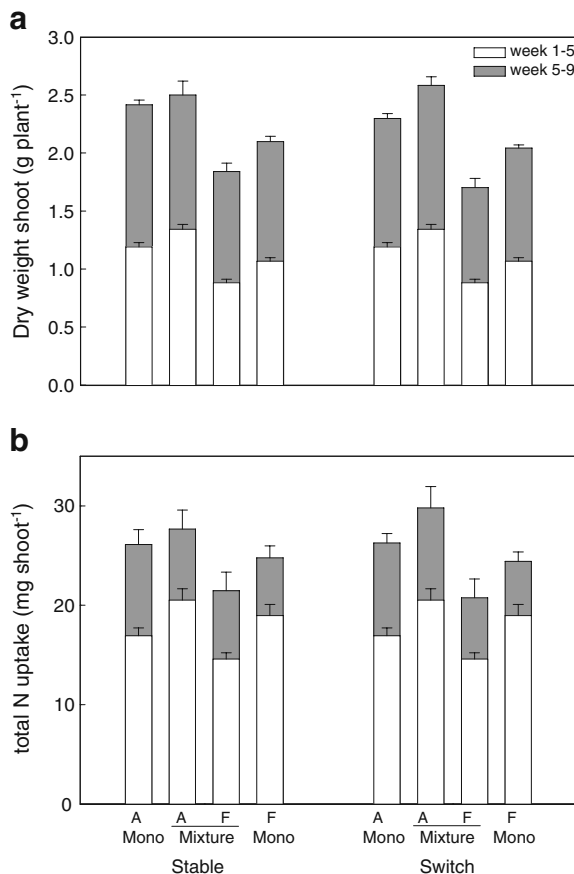 a
3.0
2.5
2.0
1.5
1.0
0.5
0.0
Dry weight shoot (g plant⁻¹)
week 1-5
week 5-9
b
30
20
10
0
total N uptake (mg shoot⁻¹)
A A F F A A F F
Mono Mixture Mono Mono Mixture Mono
Stable Switch